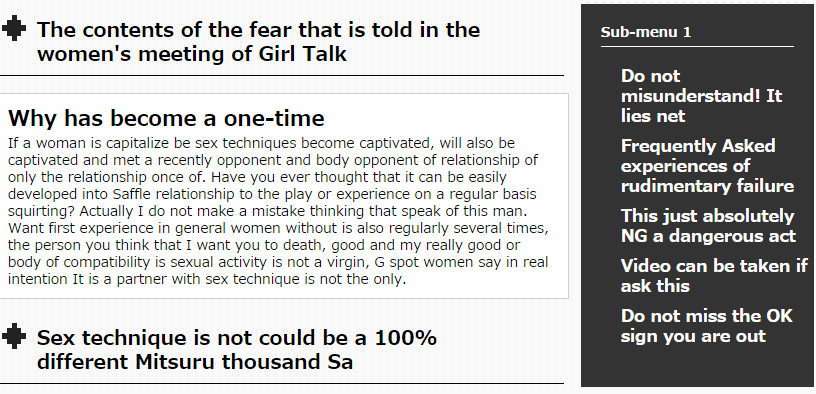 The contents of the fear that is told in the
women's meeting of Girl Talk
Why has become a one-time
If a woman is capitalize be sex techniques become captivated, will also be
captivated and met a recently opponent and body opponent of relationship of
only the relationship once of. Have you ever thought that it can be easily
developed into Saffle relationship to the play or experience on a regular basis
squirting? Actually I do not make a mistake thinking that speak of this man.
Want first experience in general women without is also regularly several times,
the person you think that I want you to death, good and my really good or
body of compatibility is sexual activity is not a virgin, G spot women say in real
intention It is a partner with sex technique is not the only.
Sex technique is not could be a 100%
different Mitsuru thousand Sa
Sub-menu 1
Do not
misunderstand! It
lies net
Frequently Asked
experiences of
rudimentary failure
This just absolutely
NG a dangerous act
Video can be taken if
ask this
Do not miss the OK
sign you are out